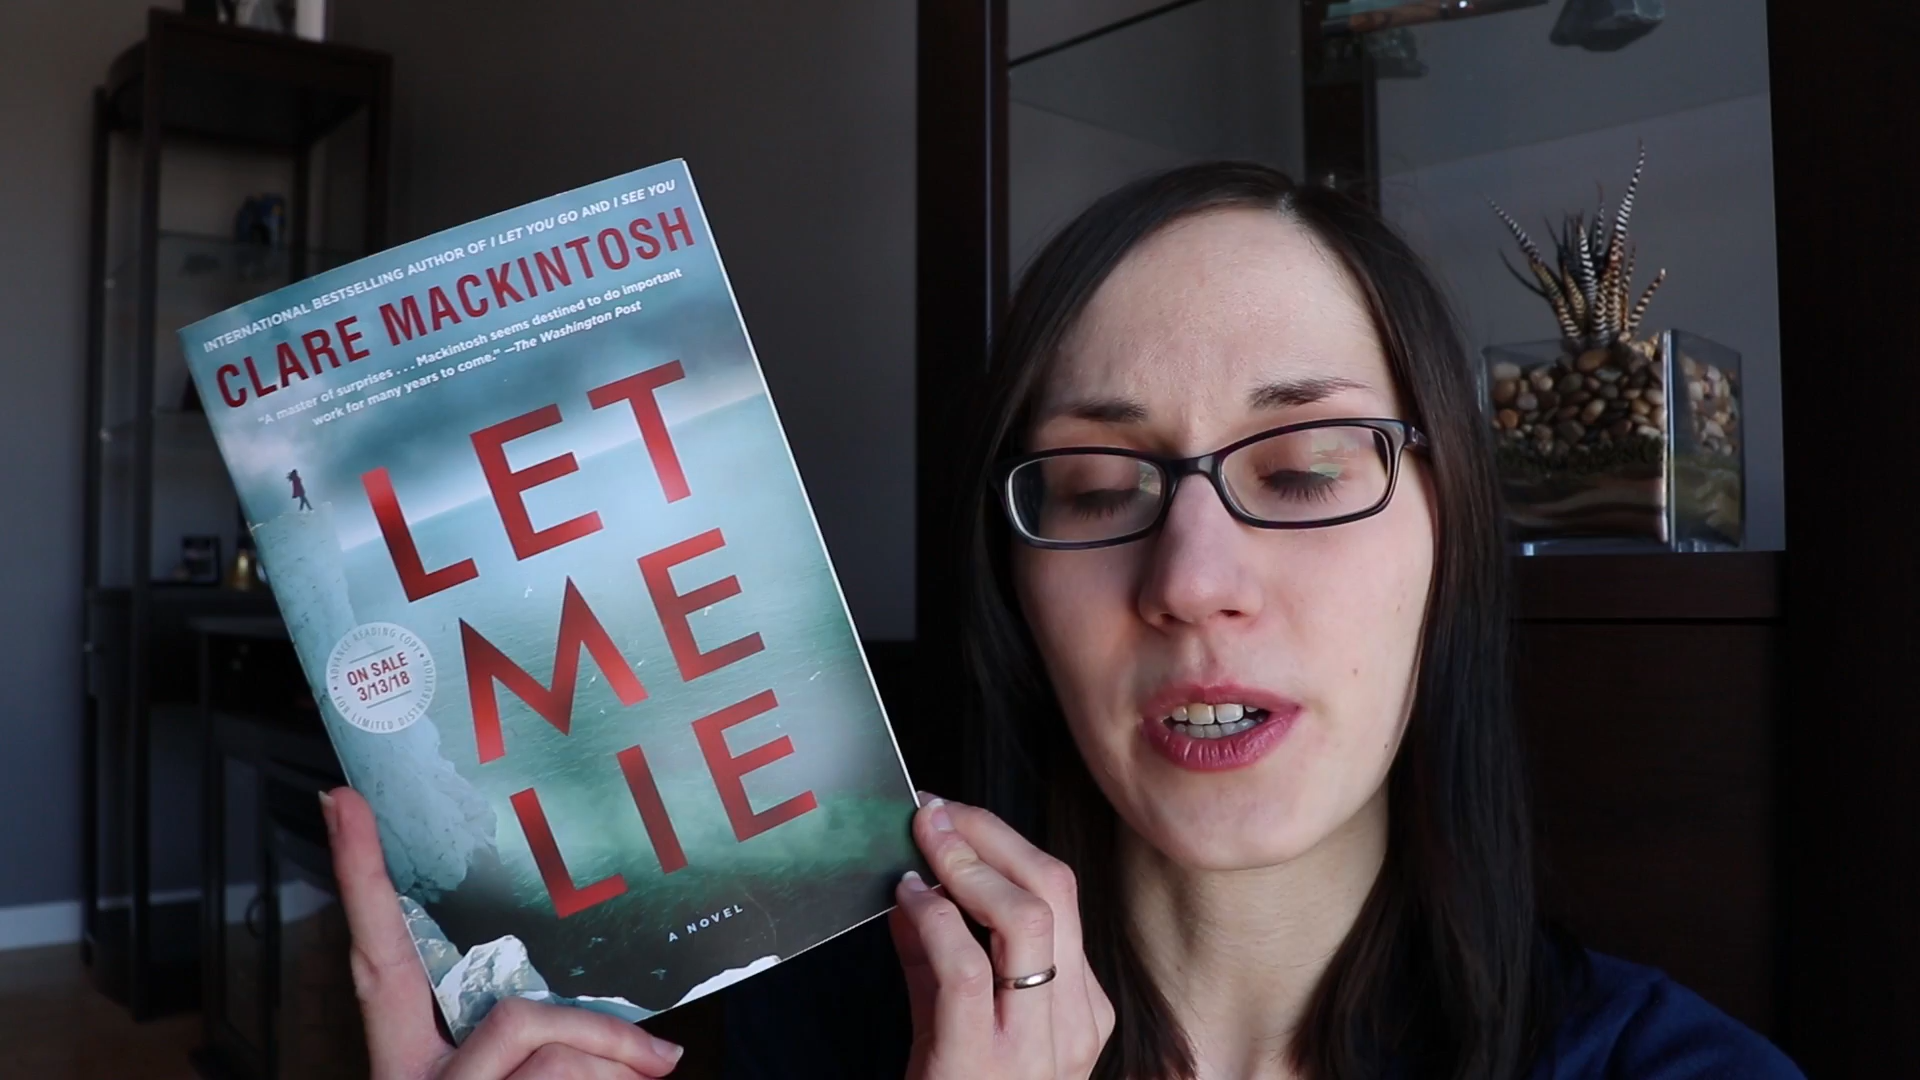 INTERNATIONAL BESTSELLING AUTHOR OF I LET YOU GO AND I SEE YOU
CLARE MACKINTOSH
"A master of surprises . . . Mackintosh seems destined to do important
work for many years to come." —The Washington Post
LET
ME
LIE
• ADVANCE READING COPY •
ON SALE
3/13/18
FOR LIMITED DISTRIBUTION
A NOVEL